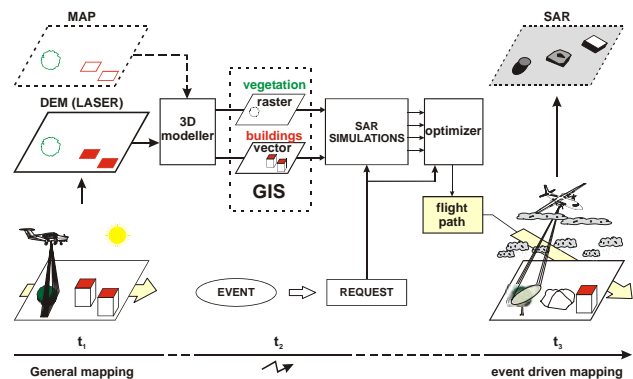 MAP
SAR
DEM (LASER)
3D
modeller
vegetation
raster
buildings
vector
GIS
SAR
SIMULATIONS
optimizer
flight
path
EVENT
REQUEST
t₁
t₂
t₃
General mapping
event driven mapping